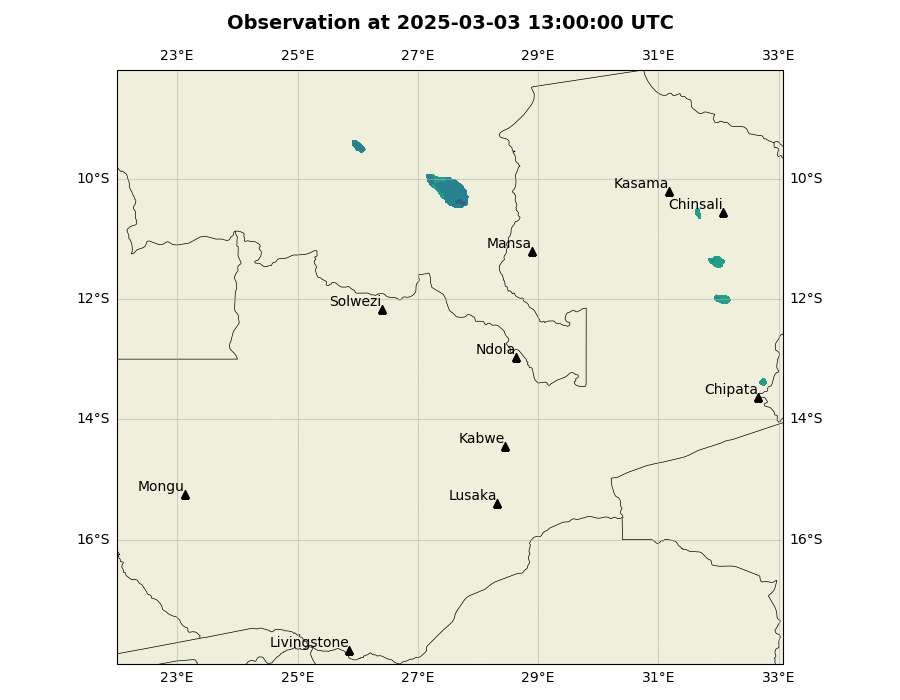 Observation at 2025-03-03 13:00:00 UTC
23°E 25°E 27°E 29°E 31°E 33°E
10°S 10°S
Kasama
Chinsali
Mansa
12°S 12°S
Solwezi
Ndola
Chipata
14°S 14°S
Kabwe
Mongu
Lusaka
16°S 16°S
Livingstone
23°E 25°E 27°E 29°E 31°E 33°E